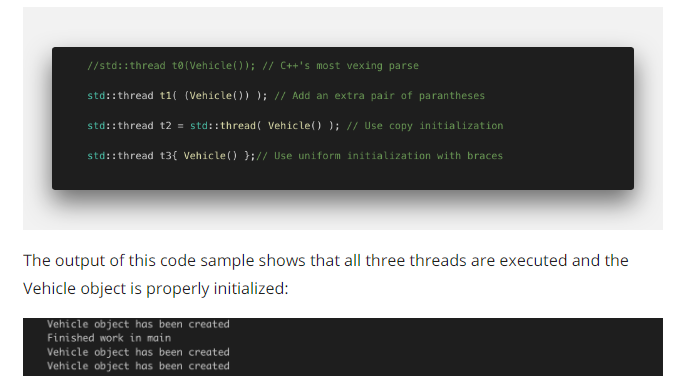 //std::thread t0(Vehicle()); // C++'s most vexing parse
std::thread t1( (Vehicle()) ); // Add an extra pair of parantheses
std::thread t2 = std::thread( Vehicle() ); // Use copy initialization
std::thread t3{ Vehicle() };// Use uniform initialization with braces
The output of this code sample shows that all three threads are executed and the
Vehicle object is properly initialized:
Vehicle object has been created
Finished work in main
Vehicle object has been created
Vehicle object has been created